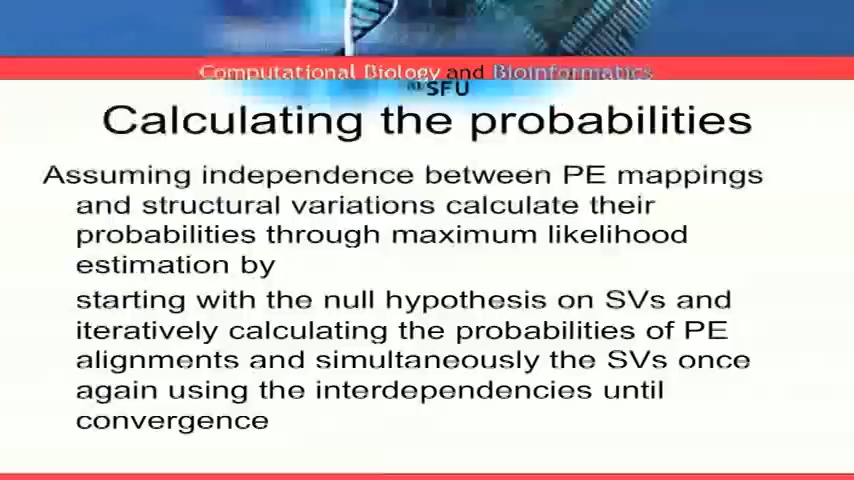 Computational Biology and Bioinformatics
SFU
Calculating the probabilities
Assuming independence between PE mappings
and structural variations calculate their
probabilities through maximum likelihood
estimation by
starting with the null hypothesis on SVs and
iteratively calculating the probabilities of PE
alignments and simultaneously the SVs once
again using the interdependencies until
convergence